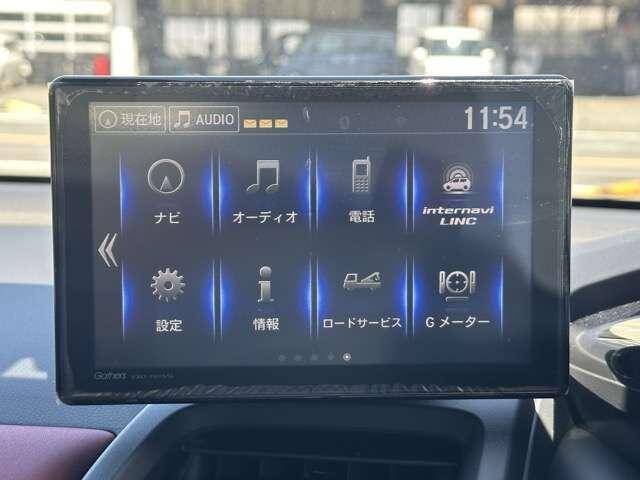 現在地 AUDIO 11:54
ナビ オーディオ 電話 internavi LINC
設定 情報 ロードサービス Gメーター
Gathers